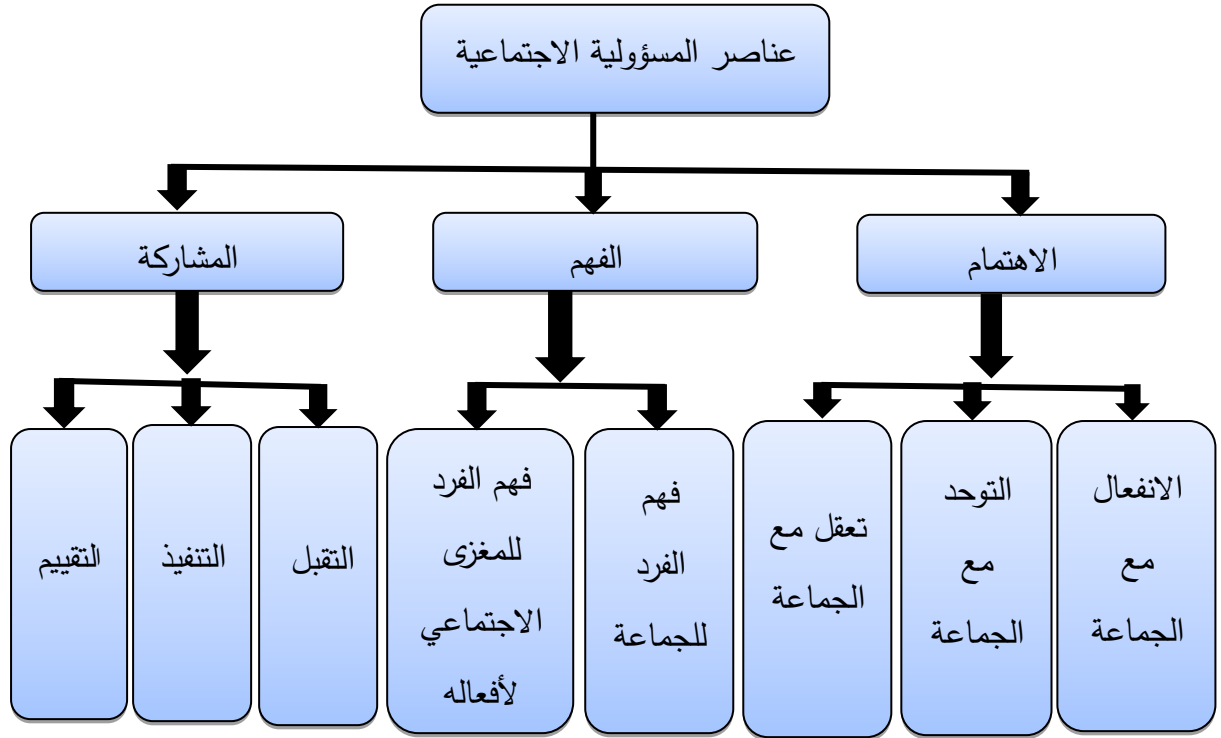 عناصر المسؤولية الاجتماعية
الاهتمام
الفهم
المشاركة
الانفعال
مع
الجماعة
التوحد
مع
الجماعة
تعقل مع
الجماعة
فهم
الفرد
للجماعة
فهم الفرد
للمغزى
الاجتماعي
لأفعاله
التقبل
التنفيذ
التقييم